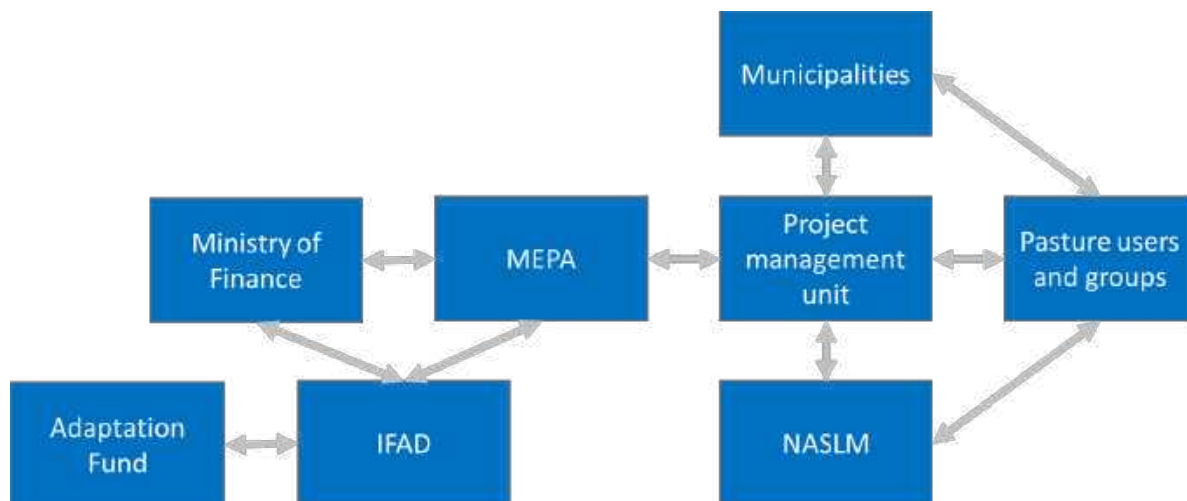 Municipalities
Ministry of
Finance
MEPA
Project
management
unit
Pasture users
and groups
Adaptation
Fund
IFAD
NASLM